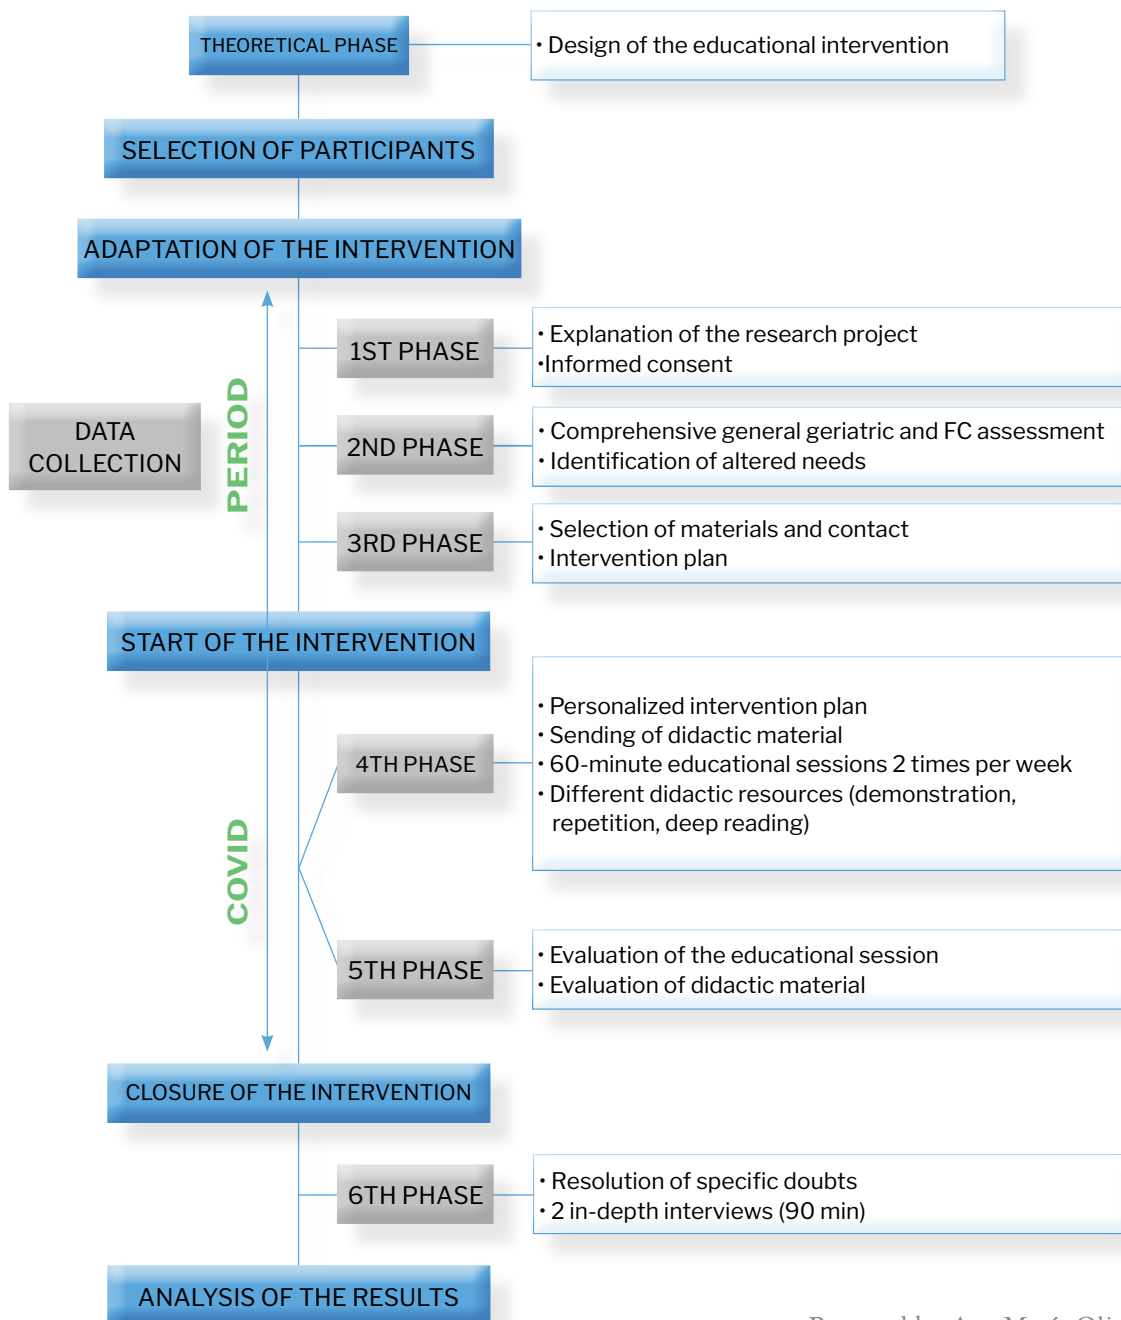 THEORETICAL PHASE
• Design of the educational intervention
SELECTION OF PARTICIPANTS
ADAPTATION OF THE INTERVENTION
1ST PHASE
• Explanation of the research project
•Informed consent
PERIOD
DATA
COLLECTION
2ND PHASE
• Comprehensive general geriatric and FC assessment
• Identification of altered needs
3RD PHASE
• Selection of materials and contact
• Intervention plan
START OF THE INTERVENTION
4TH PHASE
• Personalized intervention plan
• Sending of didactic material
• 60-minute educational sessions 2 times per week
• Different didactic resources (demonstration,
repetition, deep reading)
COVID
5TH PHASE
• Evaluation of the educational session
• Evaluation of didactic material
CLOSURE OF THE INTERVENTION
6TH PHASE
• Resolution of specific doubts
• 2 in-depth interviews (90 min)
ANALYSIS OF THE RESULTS